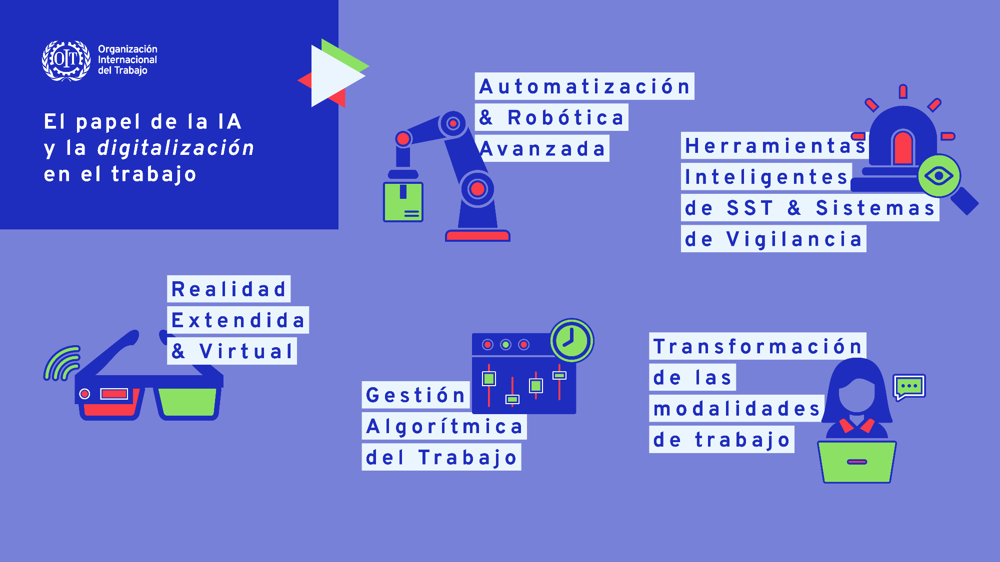 OIT
Organización
Internacional
del Trabajo
El papel de la IA
y la digitalización
en el trabajo
Automatización
& Robótica
Avanzada
Herramientas
Inteligentes
de SST & Sistemas
de Vigilancia
Realidad
Extendida
& Virtual
Gestión
Algorítmica
del Trabajo
Transformación
de las
modalidades
de trabajo